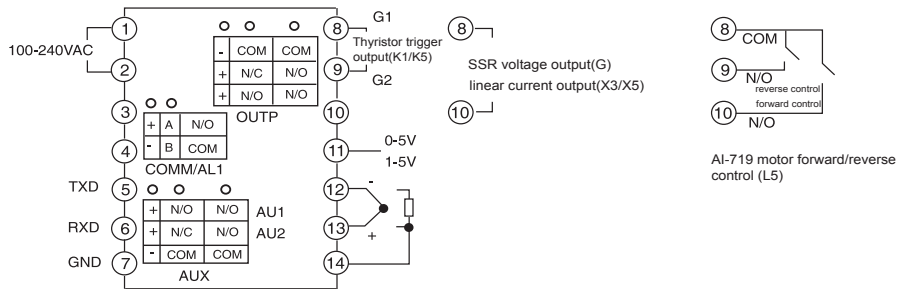 1
8
G1
8
8
COM
100-240VAC
- COM COM
Thyristor trigger
output(K1/K5)
SSR voltage output(G)
linear current output(X3/X5)
2
+ N/C N/O
9
G2
9
N/O
reverse control
forward control
+ N/O N/O
3
OUTP
10
10
10
N/O
+ A N/O
- B COM
4
COMM/AL1
11
0-5V
1-5V
AI-719 motor forward/reverse
control (L5)
TXD
5
12
-
+ N/O N/O AU1
RXD
6
+ N/C N/O AU2
13
+
GND
7
- COM COM
14
AUX